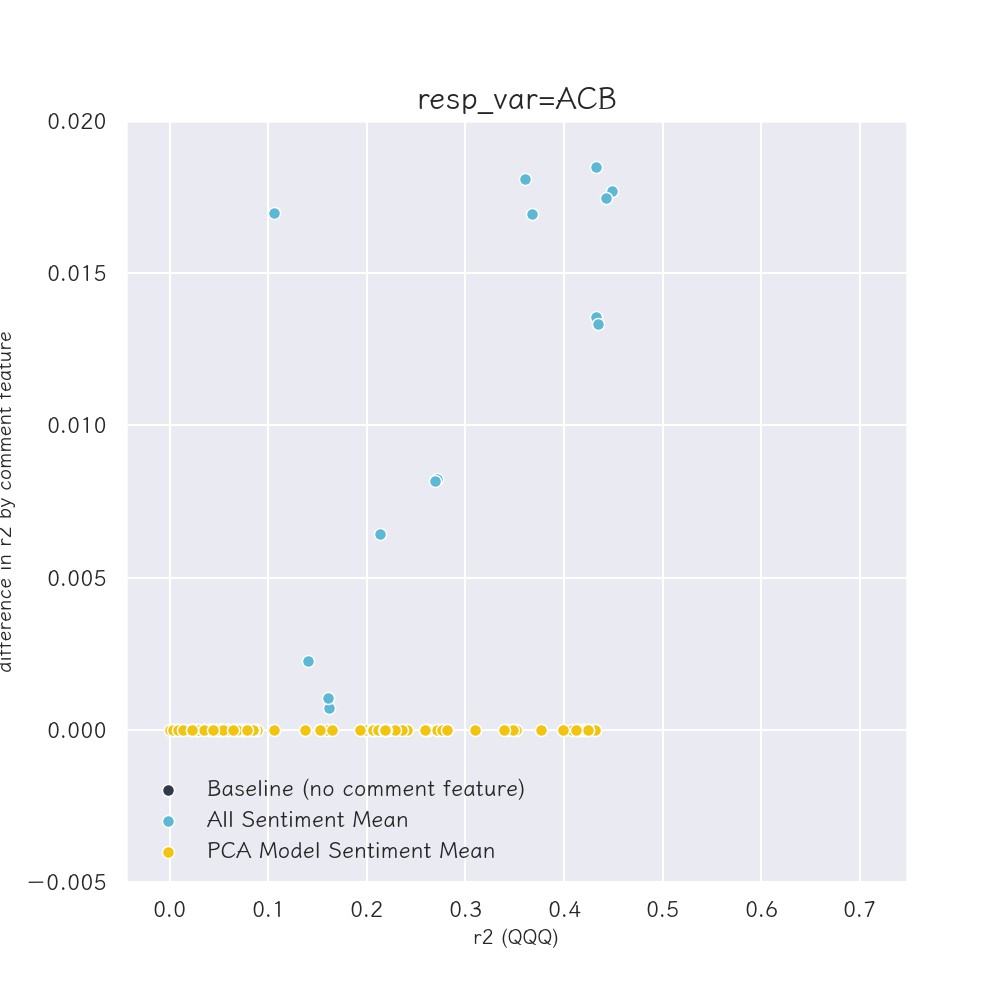 resp_var=ACB
0.020
0.015
0.010
0.005
0.000
−0.005
difference in r2 by comment feature
Baseline (no comment feature)
All Sentiment Mean
PCA Model Sentiment Mean
0.0 0.1 0.2 0.3 0.4 0.5 0.6 0.7
r2 (QQQ)